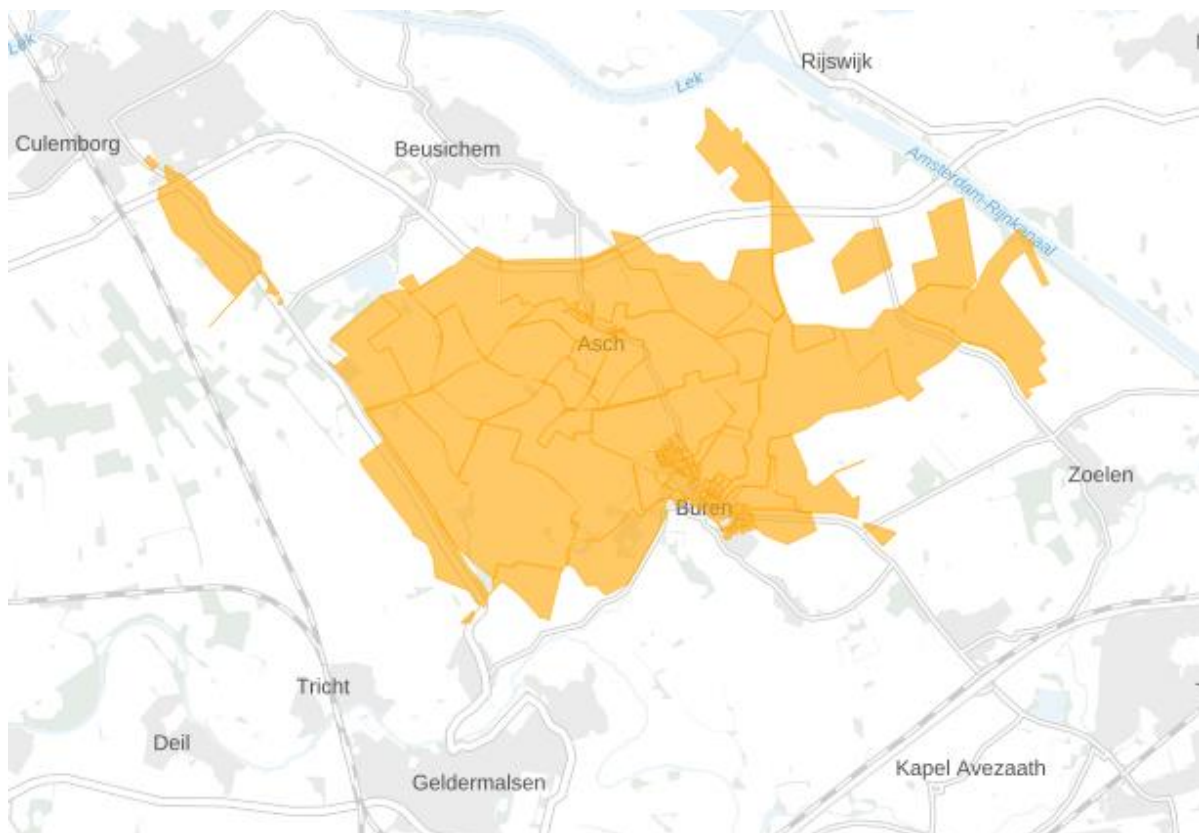 Lek
Rijswijk
Lek
Culemborg
Beusichem
Amsterdam-Rijnkanaal
Asch
Zoelen
Buren
Tricht
Deil
Kapel Avezaath
Geldermalsen